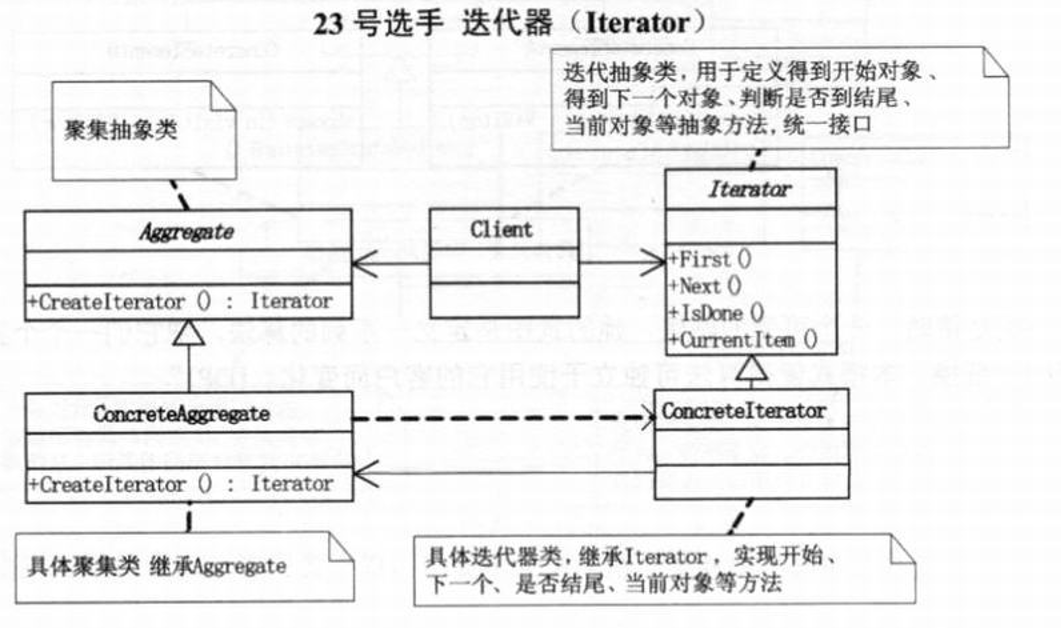 23 号选手 迭代器（Iterator）
迭代抽象类，用于定义得到开始对象、
得到下一个对象、判断是否到结尾、
当前对象等抽象方法，统一接口
聚集抽象类
Iterator
Aggregate
Client
+First ()
+Next ()
+IsDone ()
+CurrentItem ()
+CreateIterator () : Iterator
ConcreteAggregate
ConcreteIterator
+CreateIterator () : Iterator
具体聚集类 继承Aggregate
具体迭代器类，继承Iterator，实现开始、
下一个、是否结尾、当前对象等方法